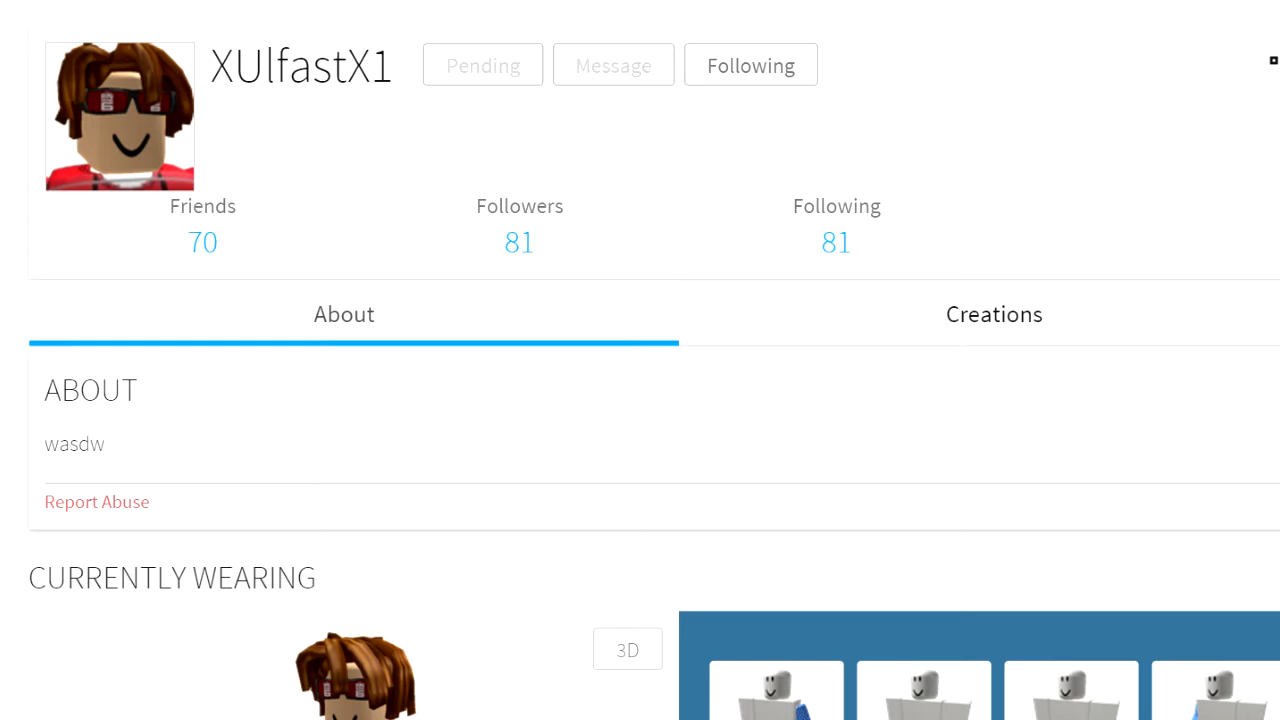 XUlfastX1
Pending Message Following
Friends Followers Following
70 81 81
About Creations
ABOUT
wasdw
Report Abuse
CURRENTLY WEARING
3D